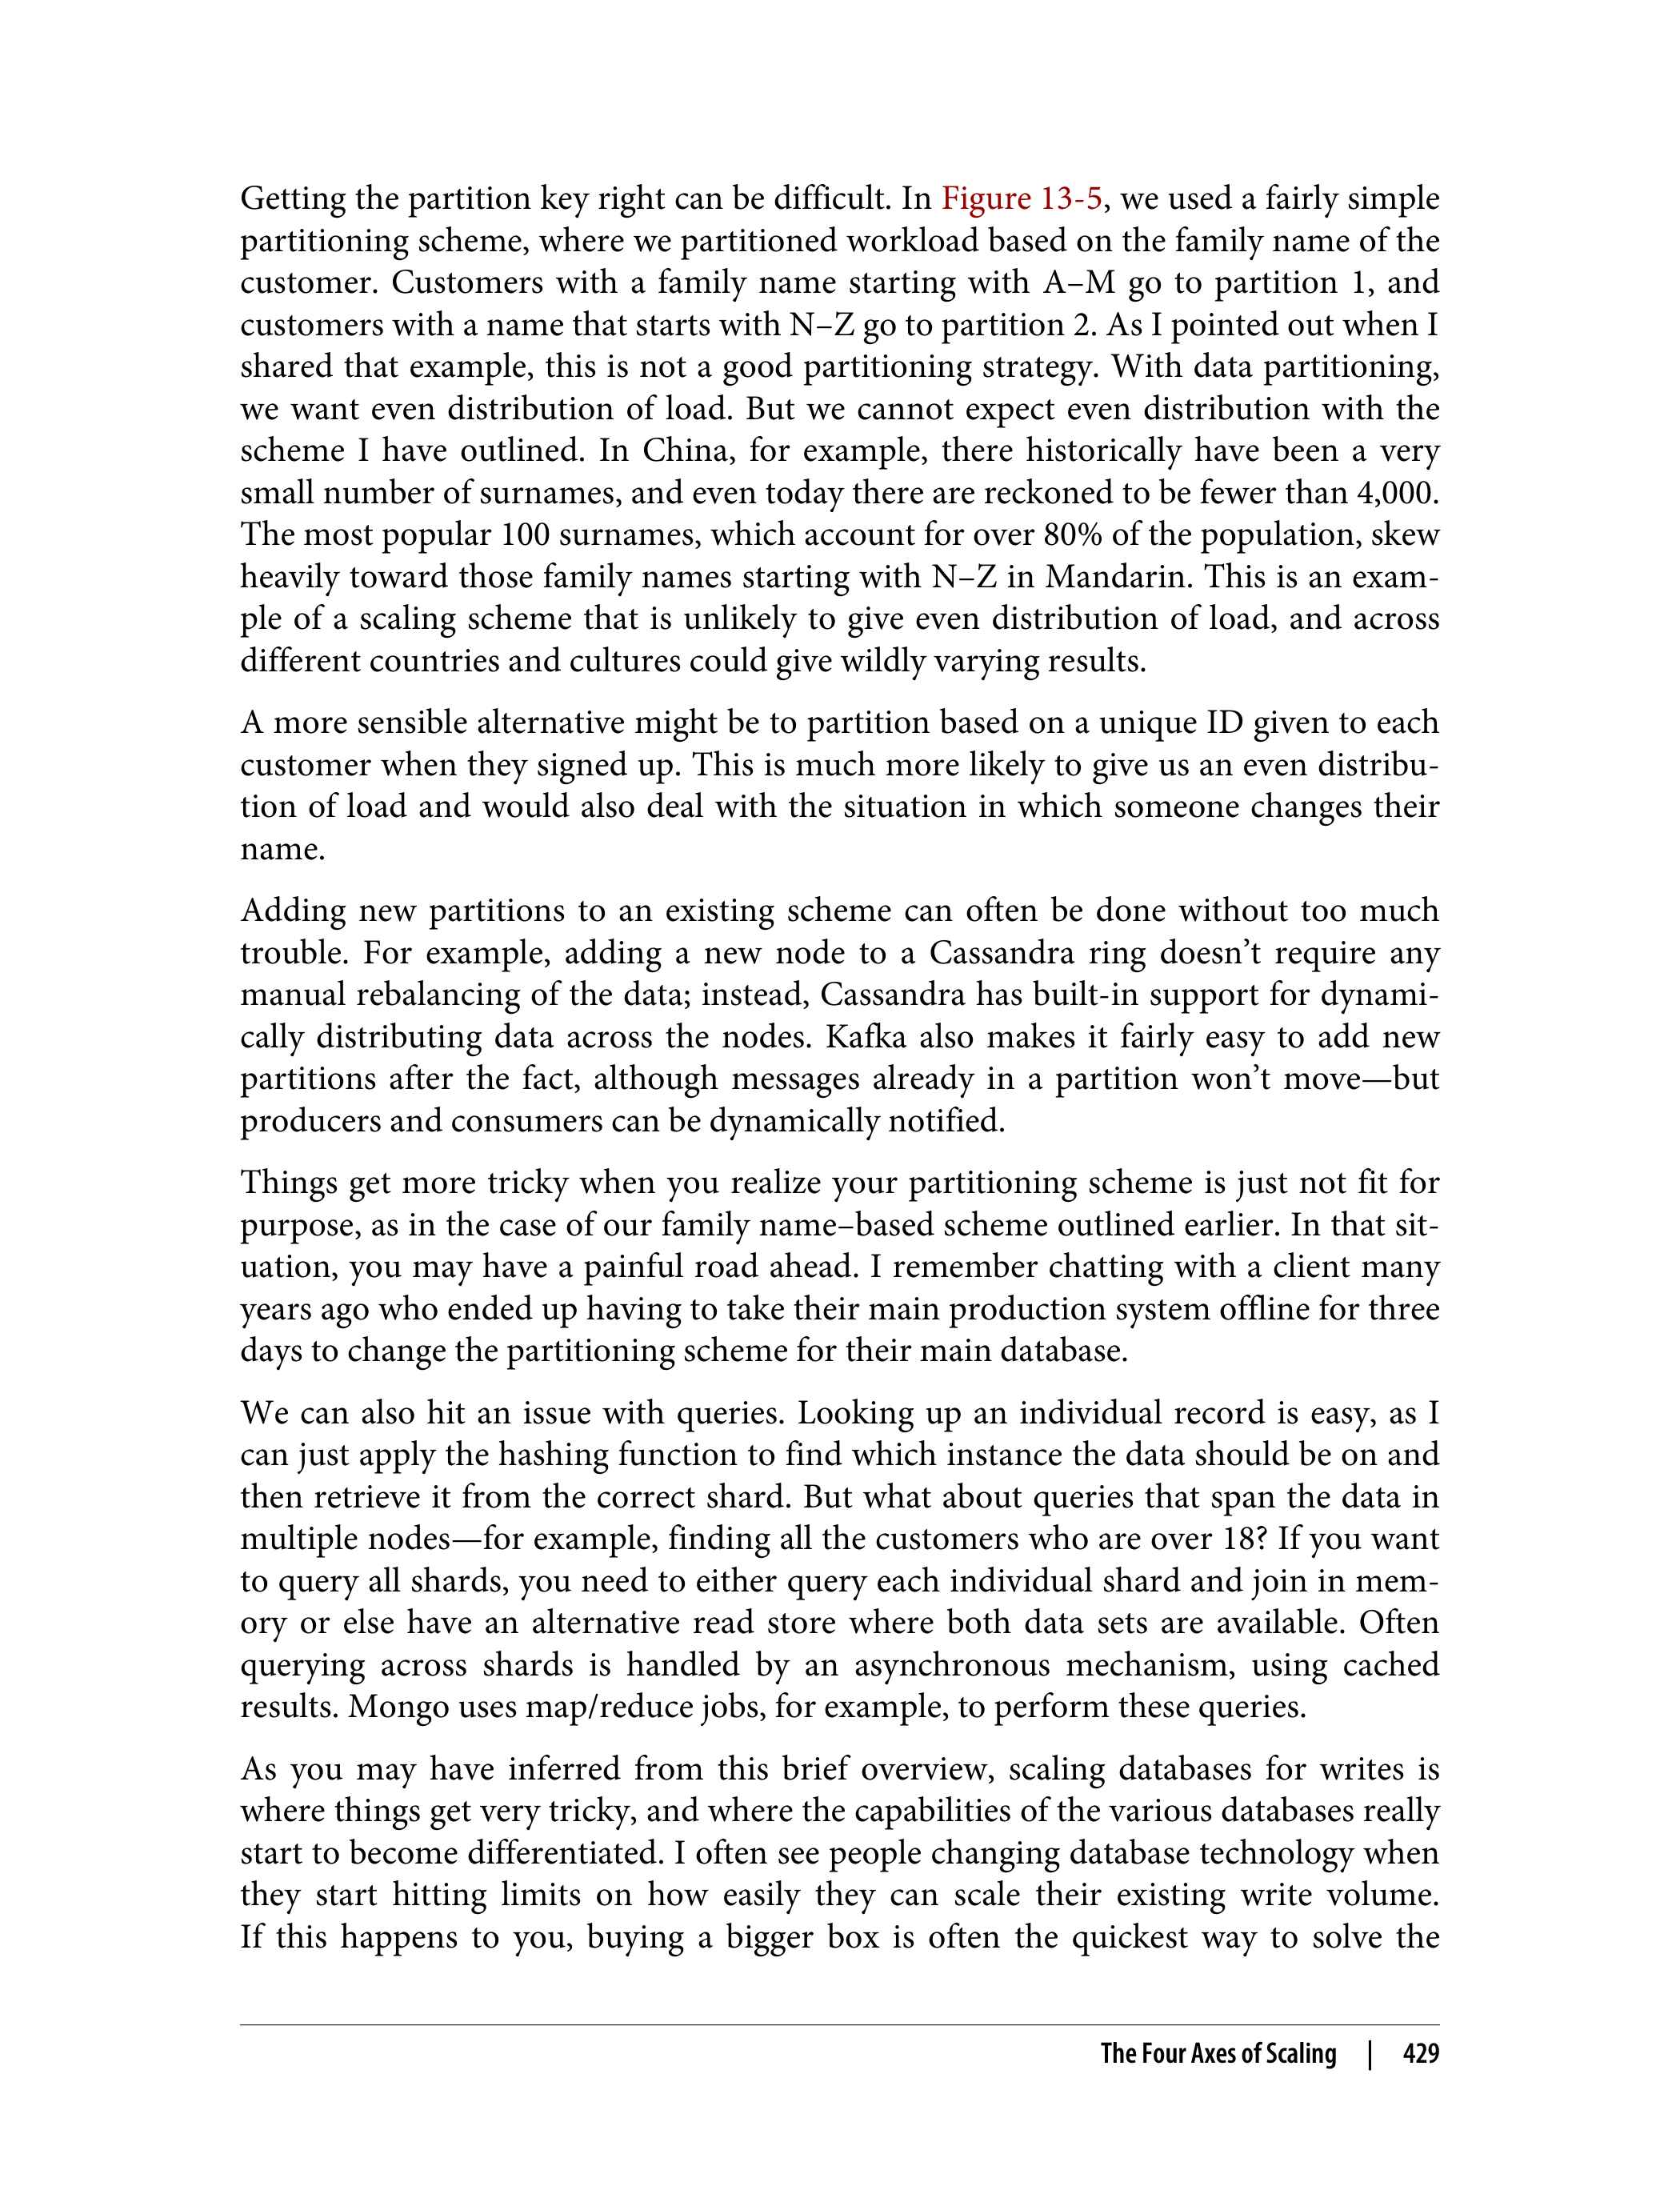 Getting the partition key right can be difficult. In Figure 13-5, we used a fairly simple
partitioning scheme, where we partitioned workload based on the family name of the
customer. Customers with a family name starting with A–M go to partition 1, and
customers with a name that starts with N–Z go to partition 2. As I pointed out when I
shared that example, this is not a good partitioning strategy. With data partitioning,
we want even distribution of load. But we cannot expect even distribution with the
scheme I have outlined. In China, for example, there historically have been a very
small number of surnames, and even today there are reckoned to be fewer than 4,000.
The most popular 100 surnames, which account for over 80% of the population, skew
heavily toward those family names starting with N–Z in Mandarin. This is an exam-
ple of a scaling scheme that is unlikely to give even distribution of load, and across
different countries and cultures could give wildly varying results.
A more sensible alternative might be to partition based on a unique ID given to each
customer when they signed up. This is much more likely to give us an even distribu-
tion of load and would also deal with the situation in which someone changes their
name.
Adding new partitions to an existing scheme can often be done without too much
trouble. For example, adding a new node to a Cassandra ring doesn’t require any
manual rebalancing of the data; instead, Cassandra has built-in support for dynami-
cally distributing data across the nodes. Kafka also makes it fairly easy to add new
partitions after the fact, although messages already in a partition won’t move—but
producers and consumers can be dynamically notified.
Things get more tricky when you realize your partitioning scheme is just not fit for
purpose, as in the case of our family name–based scheme outlined earlier. In that sit-
uation, you may have a painful road ahead. I remember chatting with a client many
years ago who ended up having to take their main production system offline for three
days to change the partitioning scheme for their main database.
We can also hit an issue with queries. Looking up an individual record is easy, as I
can just apply the hashing function to find which instance the data should be on and
then retrieve it from the correct shard. But what about queries that span the data in
multiple nodes—for example, finding all the customers who are over 18? If you want
to query all shards, you need to either query each individual shard and join in mem-
ory or else have an alternative read store where both data sets are available. Often
querying across shards is handled by an asynchronous mechanism, using cached
results. Mongo uses map/reduce jobs, for example, to perform these queries.
As you may have inferred from this brief overview, scaling databases for writes is
where things get very tricky, and where the capabilities of the various databases really
start to become differentiated. I often see people changing database technology when
they start hitting limits on how easily they can scale their existing write volume.
If this happens to you, buying a bigger box is often the quickest way to solve the
The Four Axes of Scaling | 429